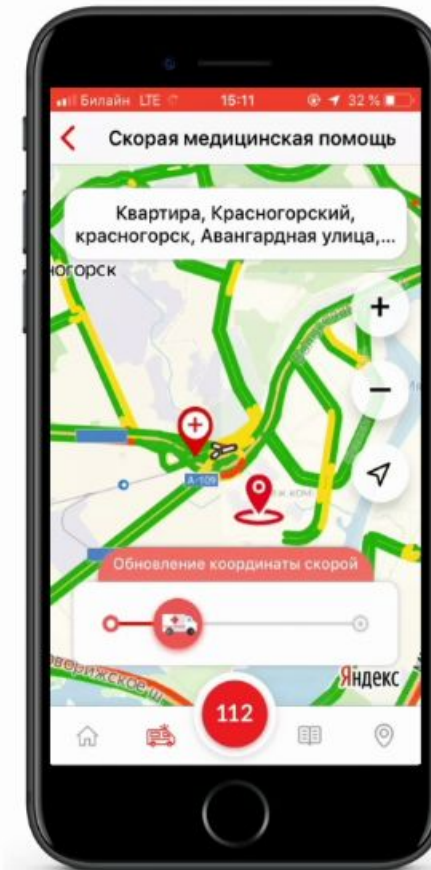 Билайн LTE 15:11 32 %
Скорая медицинская помощь
Квартира, Красногорский,
красногорск, Авангардная улица,...
ногорск
+
−
А-109
Обновление координаты скорой
Яндекс
112